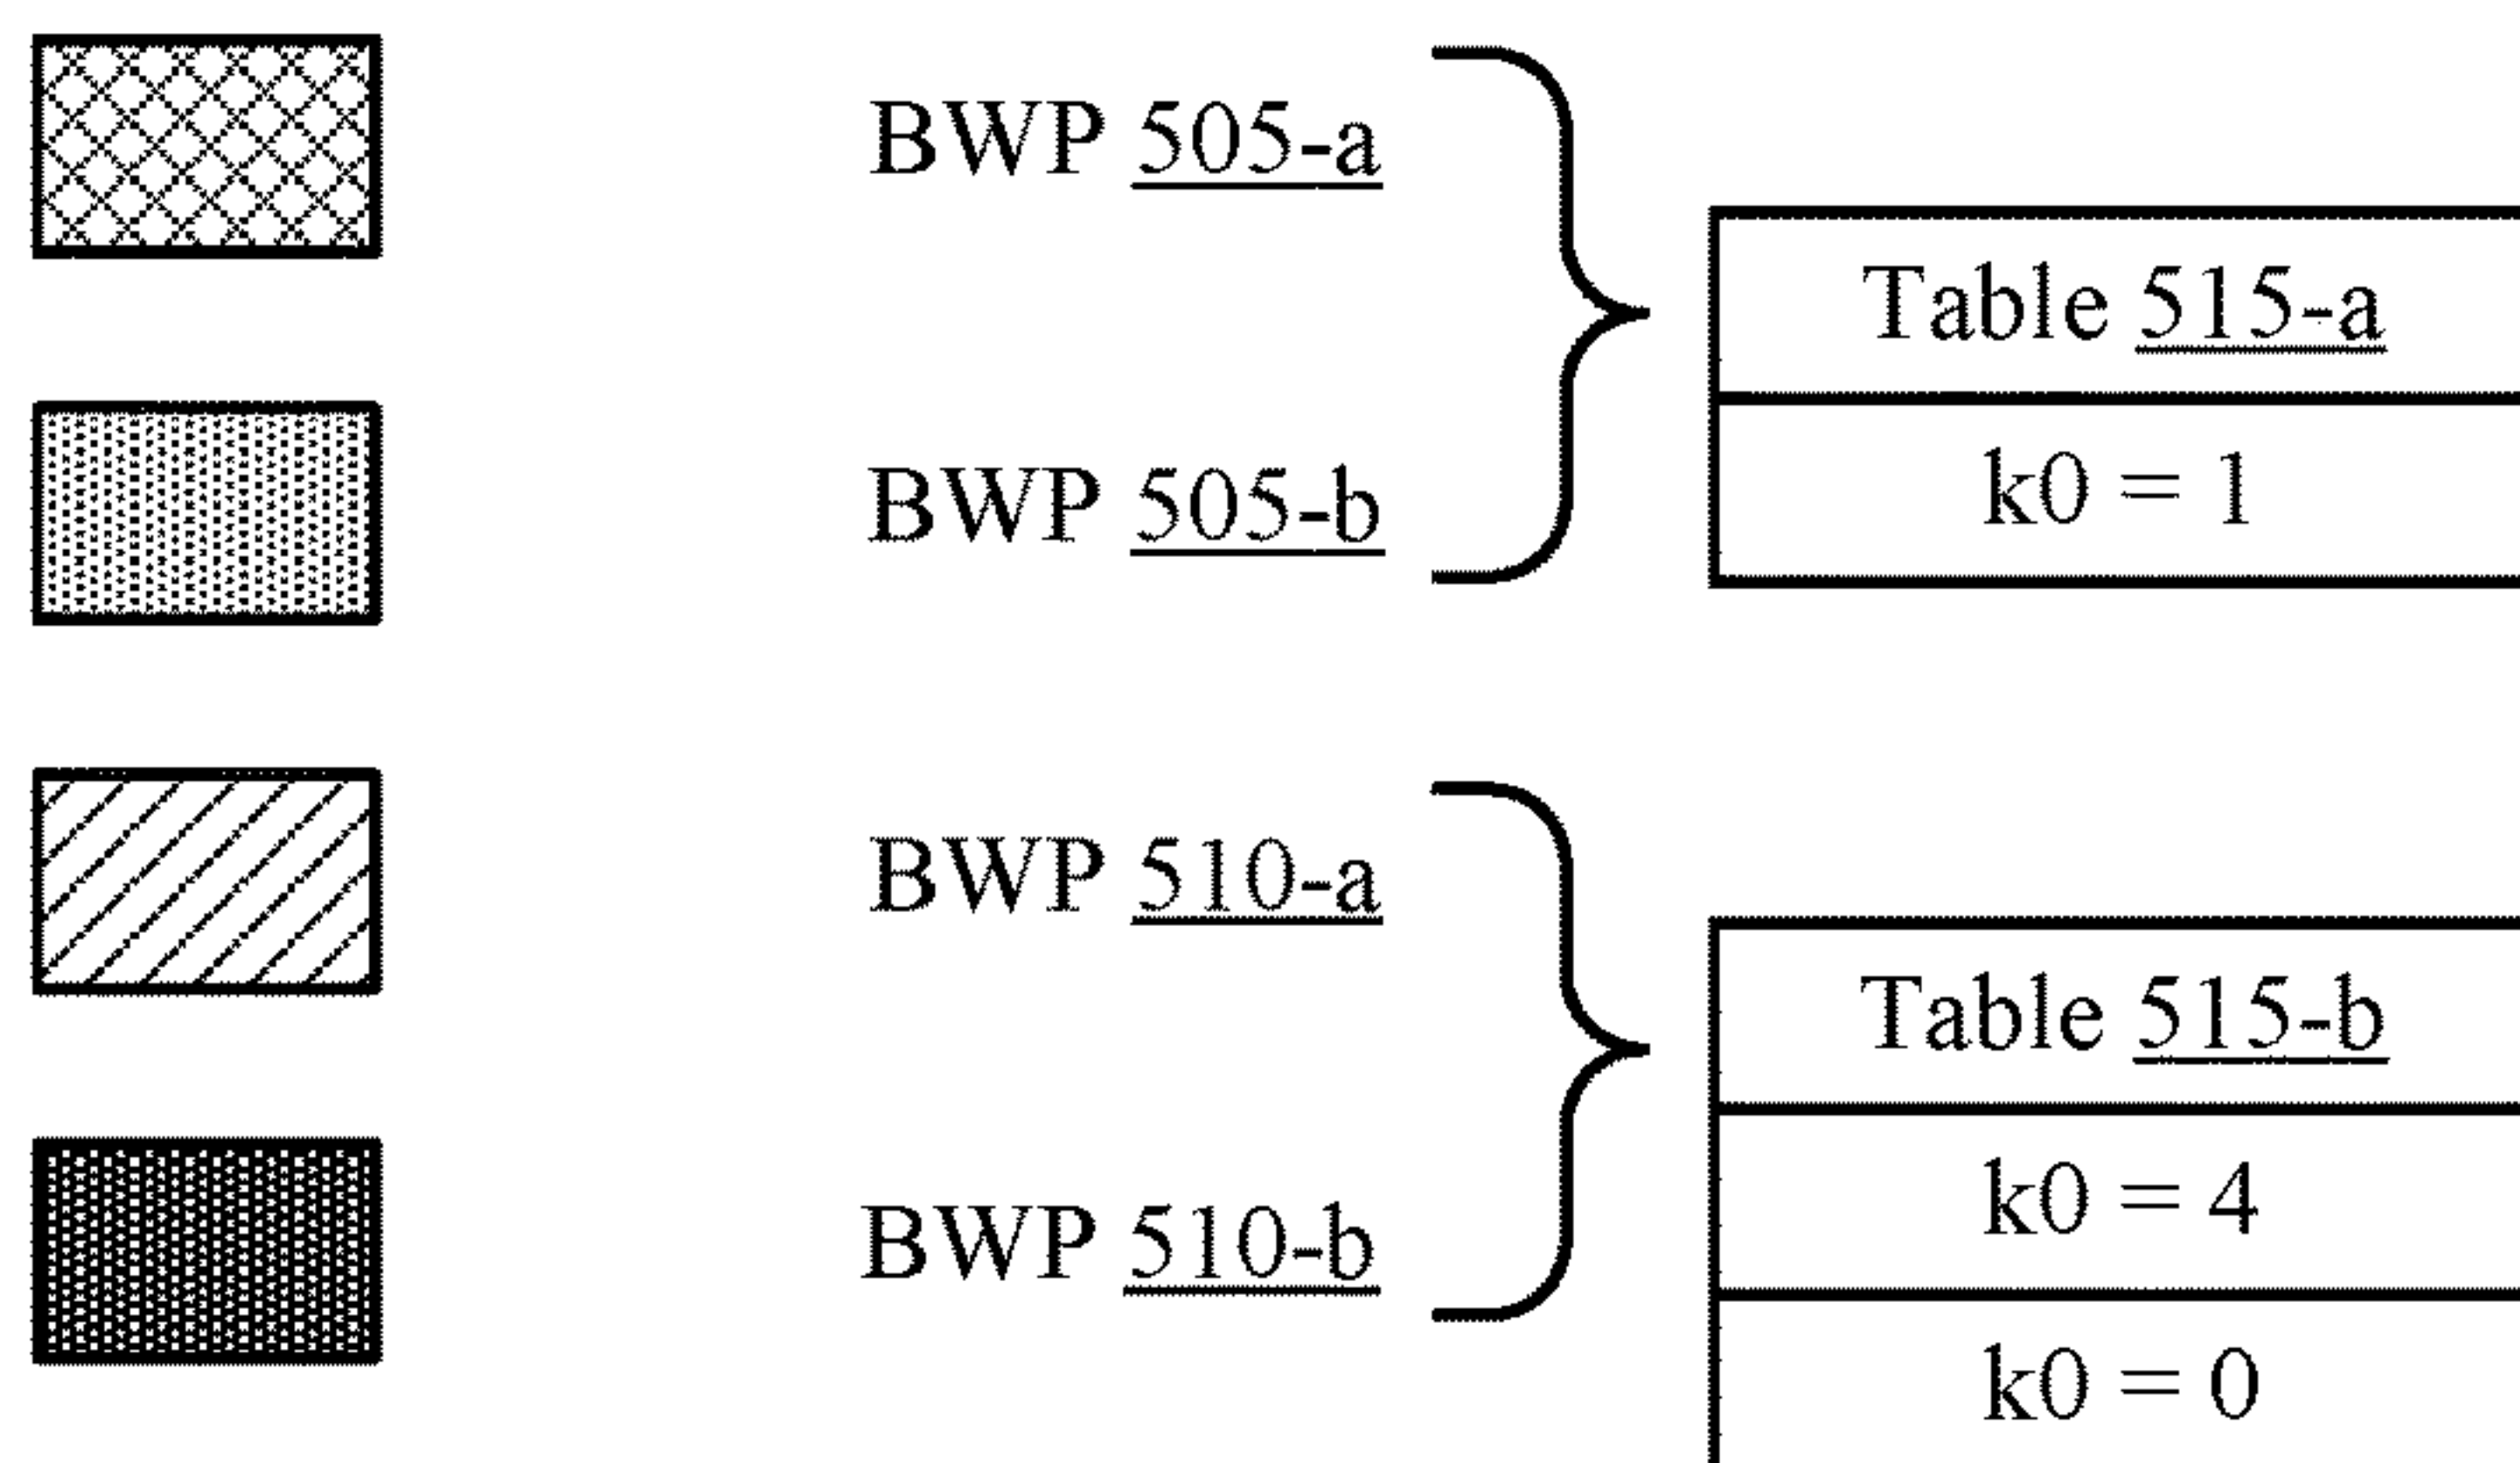 BWP 505-a
Table 515-a
BWP 505-b
k0 = 1
BWP 510-a
Table 515-b
k0 = 4
BWP 510-b
k0 = 0